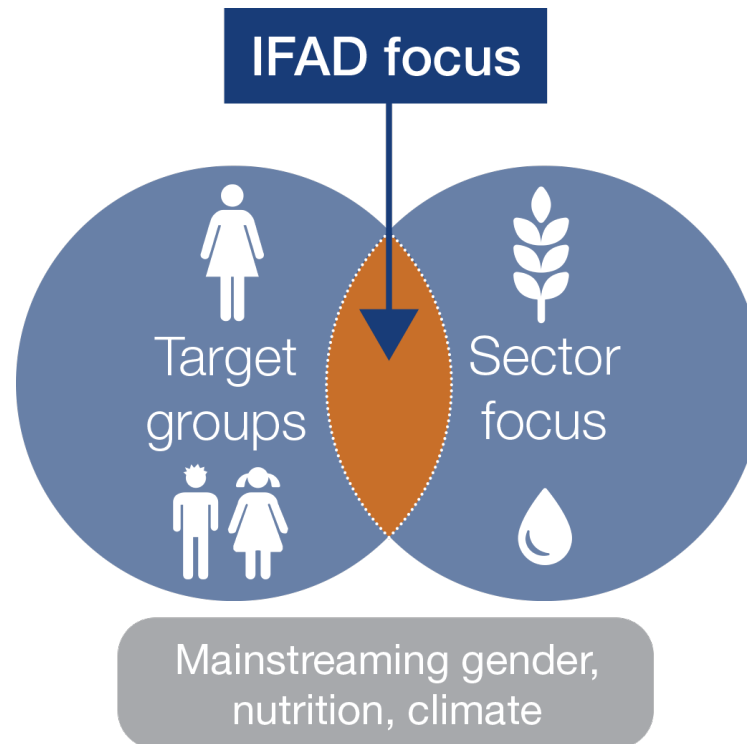 IFAD focus
Target
groups
Sector
focus
Mainstreaming gender,
nutrition, climate